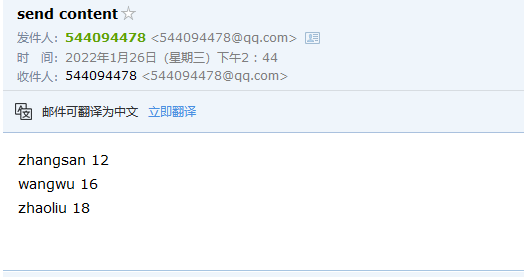 send content
发件人：544094478 <544094478@qq.com>
时　间：2022年1月26日（星期三）下午2：44
收件人：544094478 <544094478@qq.com>
邮件可翻译为中文 立即翻译
zhangsan 12
wangwu 16
zhaoliu 18